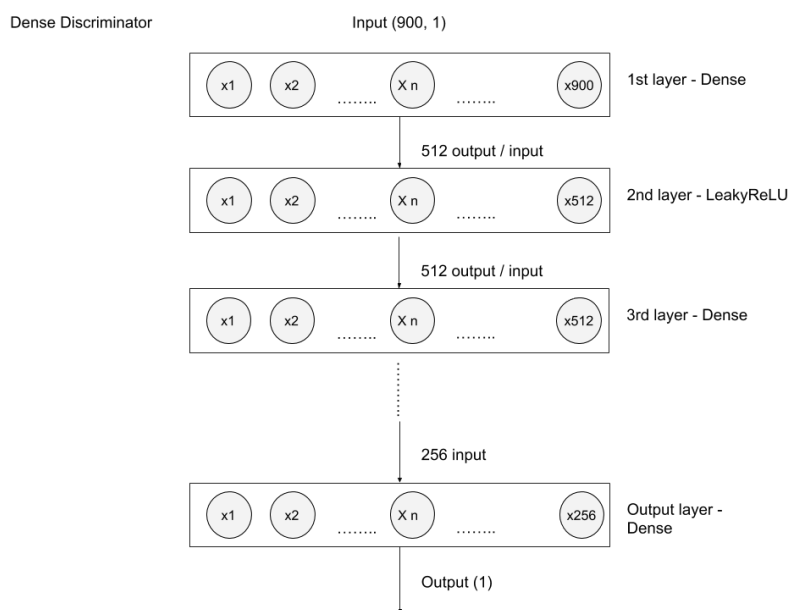 Dense Discriminator
Input (900, 1)
x1 x2 ........ X n ........ x900
1st layer - Dense
512 output / input
x1 x2 ........ X n ........ x512
2nd layer - LeakyReLU
512 output / input
x1 x2 ........ X n ........ x512
3rd layer - Dense
256 input
x1 x2 ........ X n ........ x256
Output layer -
Dense
Output (1)